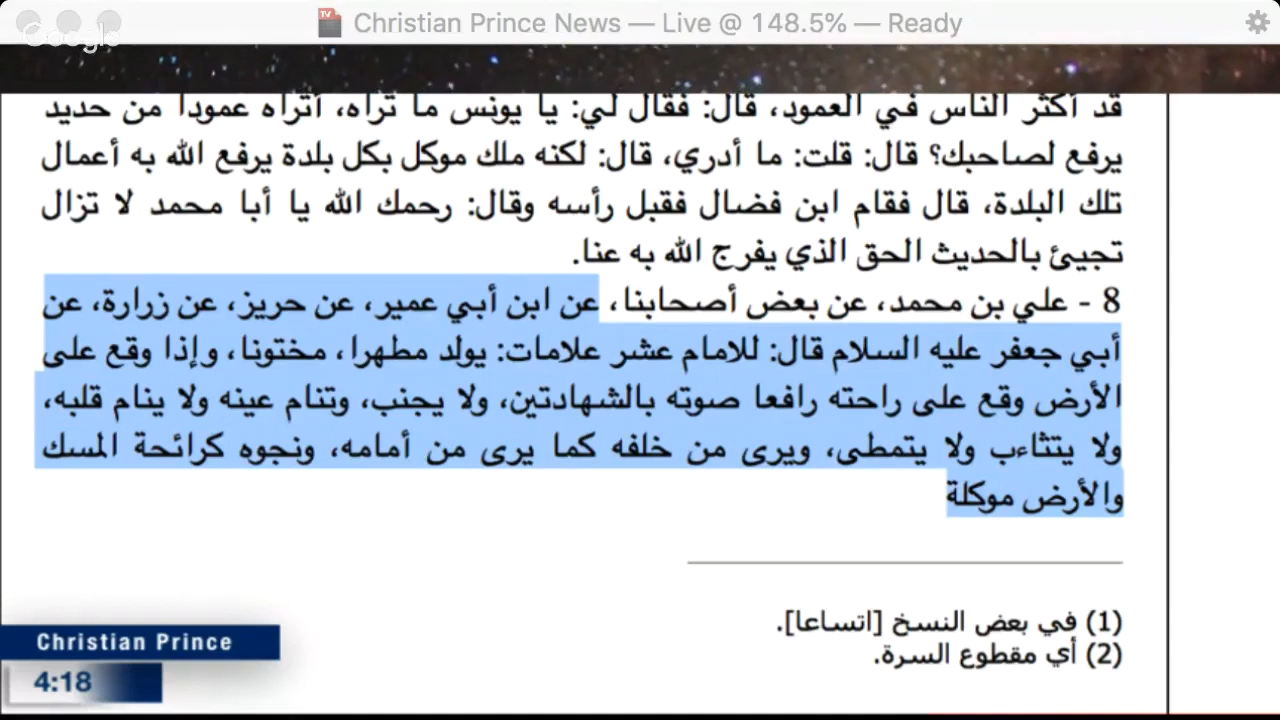 Christian Prince News — Live @ 148.5% — Ready
Google
قد أكثر الناس في العمود، قال: فقال لي: يا يونس ما تراه، أتراه عمودا من حديد
يرفع لصاحبك؟ قال: قلت: ما أدري، قال: لكنه ملك موكل بكل بلدة يرفع الله به أعمال
تلك البلدة، قال فقام ابن فضال فقبل رأسه وقال: رحمك الله يا أبا محمد لا تزال
تجيئ بالحديث الحق الذي يفرج الله به عنا.
8 - علي بن محمد، عن بعض أصحابنا، عن ابن أبي عمير، عن حريز، عن زرارة، عن
أبي جعفر عليه السلام قال: للامام عشر علامات: يولد مطهرا، مختونا، وإذا وقع على
الأرض وقع على راحته رافعا صوته بالشهادتين، ولا يجنب، وتنام عينه ولا ينام قلبه،
ولا يتثاءب ولا يتمطى، ويرى من خلفه كما يرى من أمامه، ونجوه كرائحة المسك
والأرض موكلة
(1) في بعض النسخ [اتساعا].
(2) أي مقطوع السرة.
Christian Prince
4:18